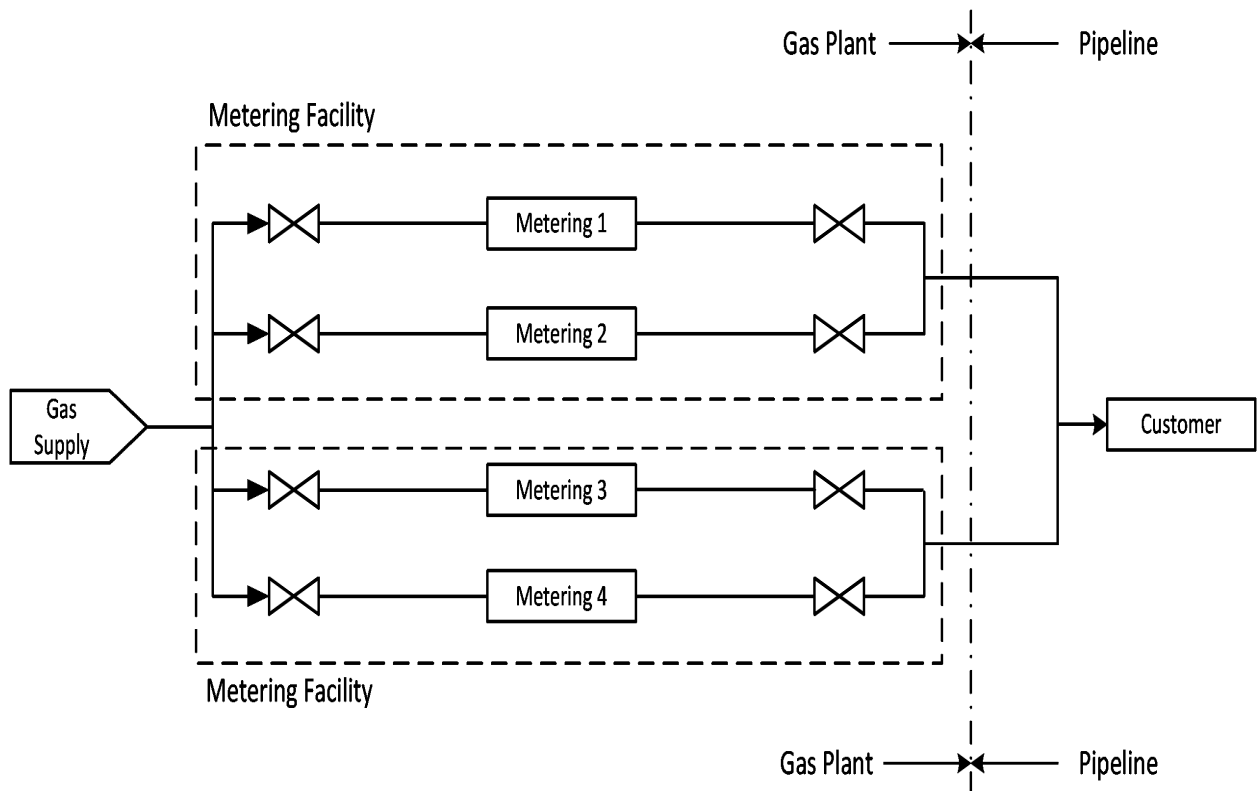 Gas Plant
Pipeline
Metering Facility
Metering 1
Metering 2
Gas
Supply
Customer
Metering 3
Metering 4
Metering Facility
Gas Plant
Pipeline